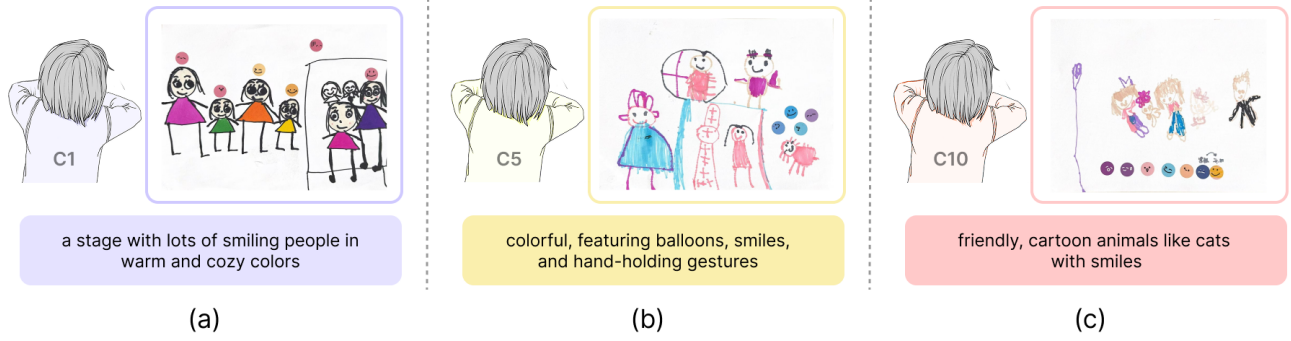 C1
a stage with lots of smiling people in
warm and cozy colors
(a)
C5
colorful, featuring balloons, smiles,
and hand-holding gestures
(b)
C10
friendly, cartoon animals like cats
with smiles
(c)